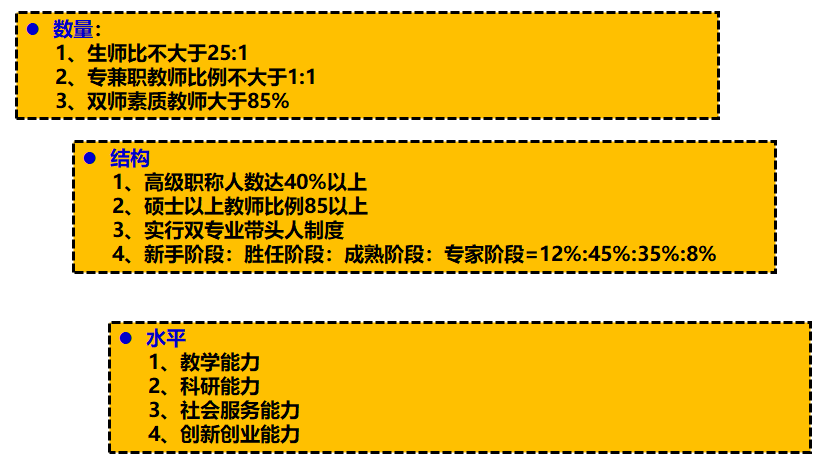 ● 数量：
1、生师比不大于25:1
2、专兼职教师比例不大于1:1
3、双师素质教师大于85%
● 结构
1、高级职称人数达40%以上
2、硕士以上教师比例85以上
3、实行双专业带头人制度
4、新手阶段：胜任阶段：成熟阶段：专家阶段=12%:45%:35%:8%
● 水平
1、教学能力
2、科研能力
3、社会服务能力
4、创新创业能力